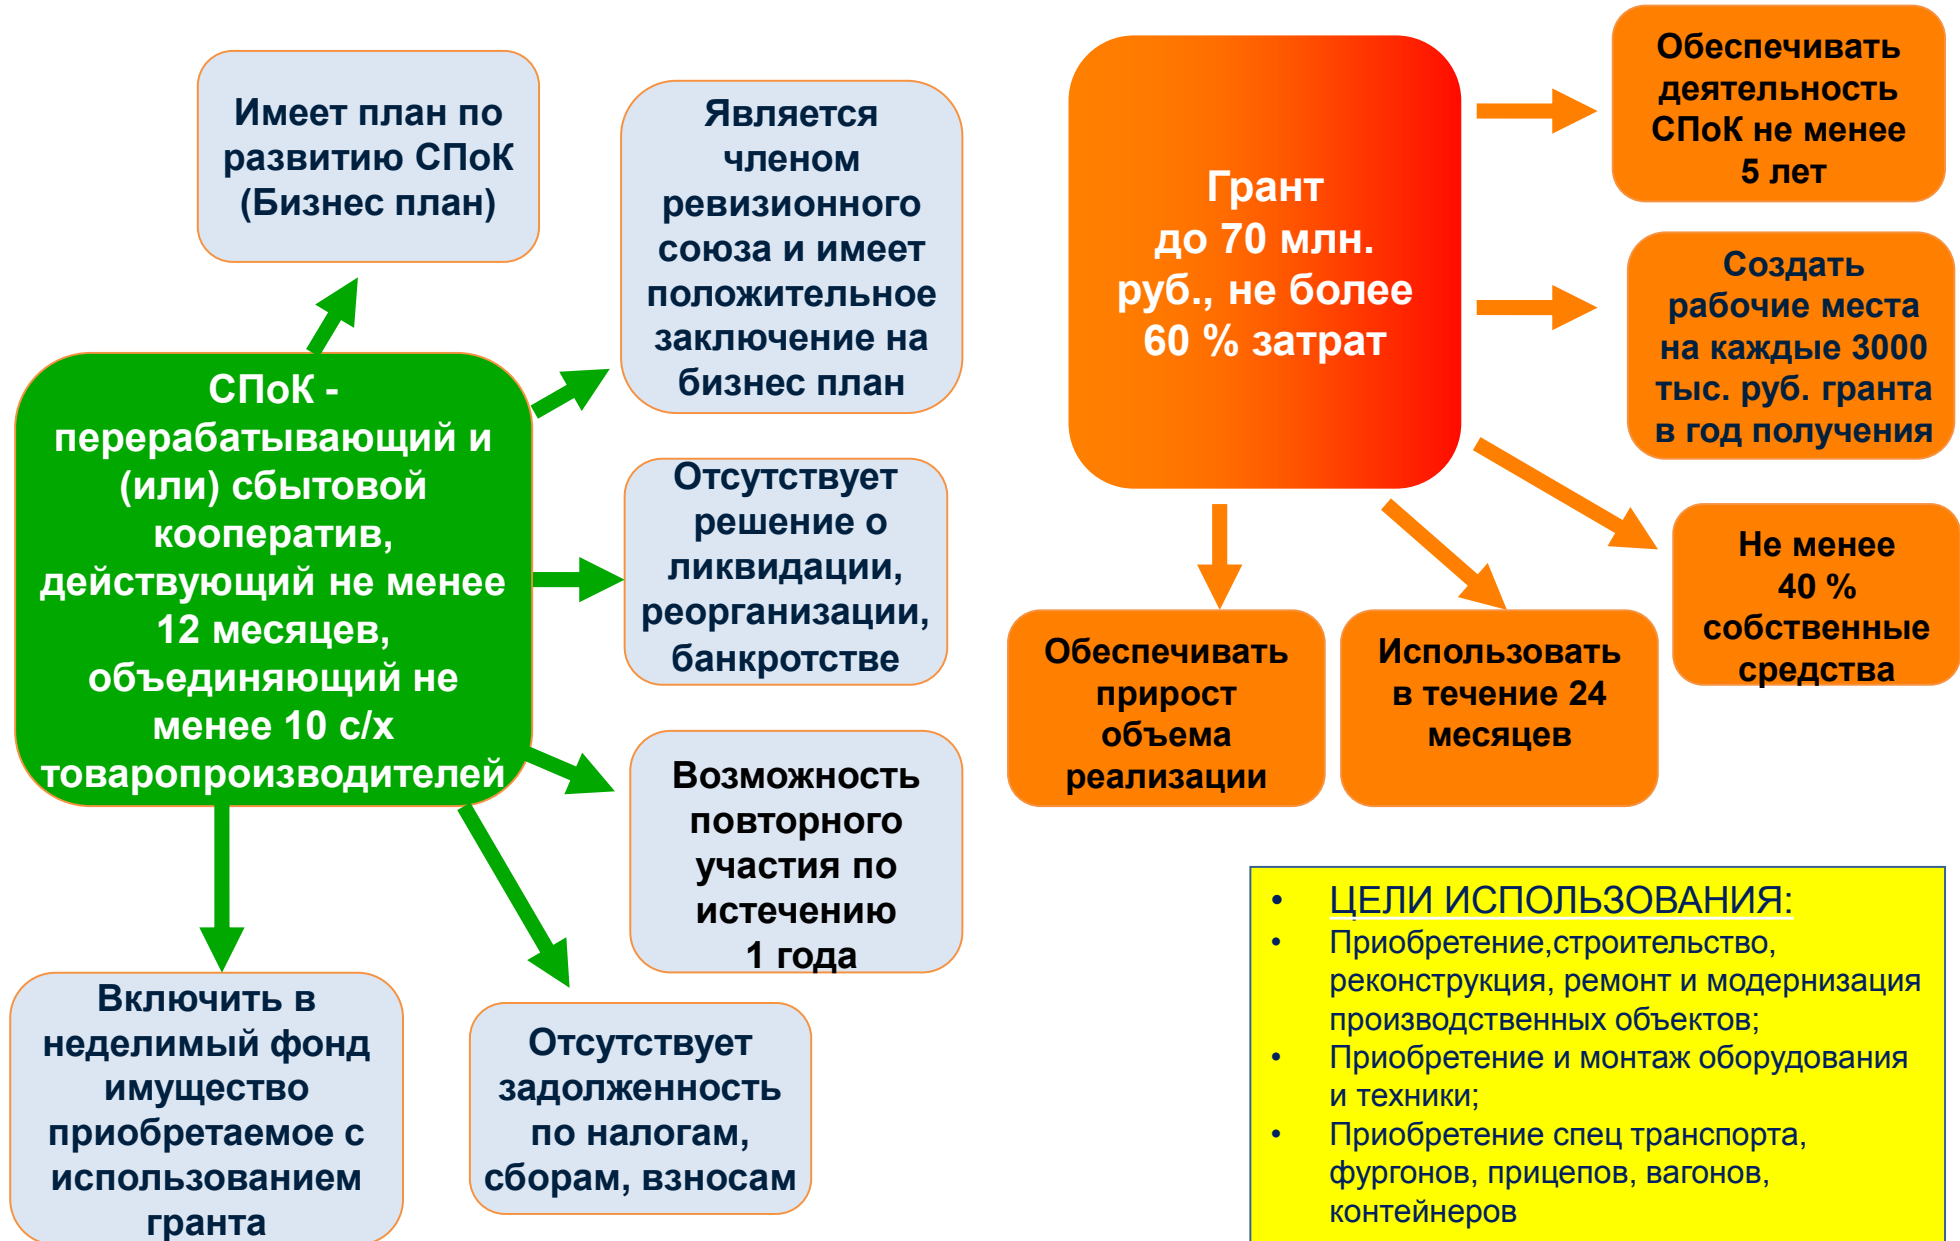 Имеет план по
развитию СПоК
(Бизнес план)
Является
членом
ревизионного
союза и имеет
положительное
заключение на
бизнес план
СПоК -
перерабатывающий и
(или) сбытовой
кооператив,
действующий не менее
12 месяцев,
объединяющий не
менее 10 с/х
товаропроизводителей
Отсутствует
решение о
ликвидации,
реорганизации,
банкротстве
Возможность
повторного
участия по
истечению
1 года
Включить в
неделимый фонд
имущество
приобретаемое с
использованием
гранта
Отсутствует
задолженность
по налогам,
сборам, взносам
Грант
до 70 млн.
руб., не более
60 % затрат
Обеспечивать
деятельность
СПоК не менее
5 лет
Создать
рабочие места
на каждые 3000
тыс. руб. гранта
в год получения
Не менее
40 %
собственные
средства
Обеспечивать
прирост
объема
реализации
Использовать
в течение 24
месяцев
• ЦЕЛИ ИСПОЛЬЗОВАНИЯ:
• Приобретение,строительство,
реконструкция, ремонт и модернизация
производственных объектов;
• Приобретение и монтаж оборудования
и техники;
• Приобретение спец транспорта,
фургонов, прицепов, вагонов,
контейнеров